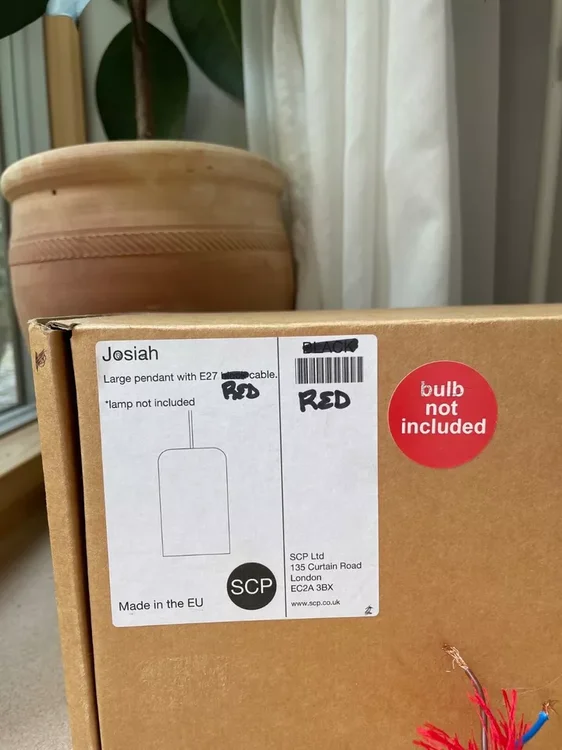 Josiah
Large pendant with E27 black cable.
RED
*lamp not included
SCP
Made in the EU
BLACK
RED
SCP Ltd
135 Curtain Road
London
EC2A 3BX
www.scp.co.uk
bulb
not
included